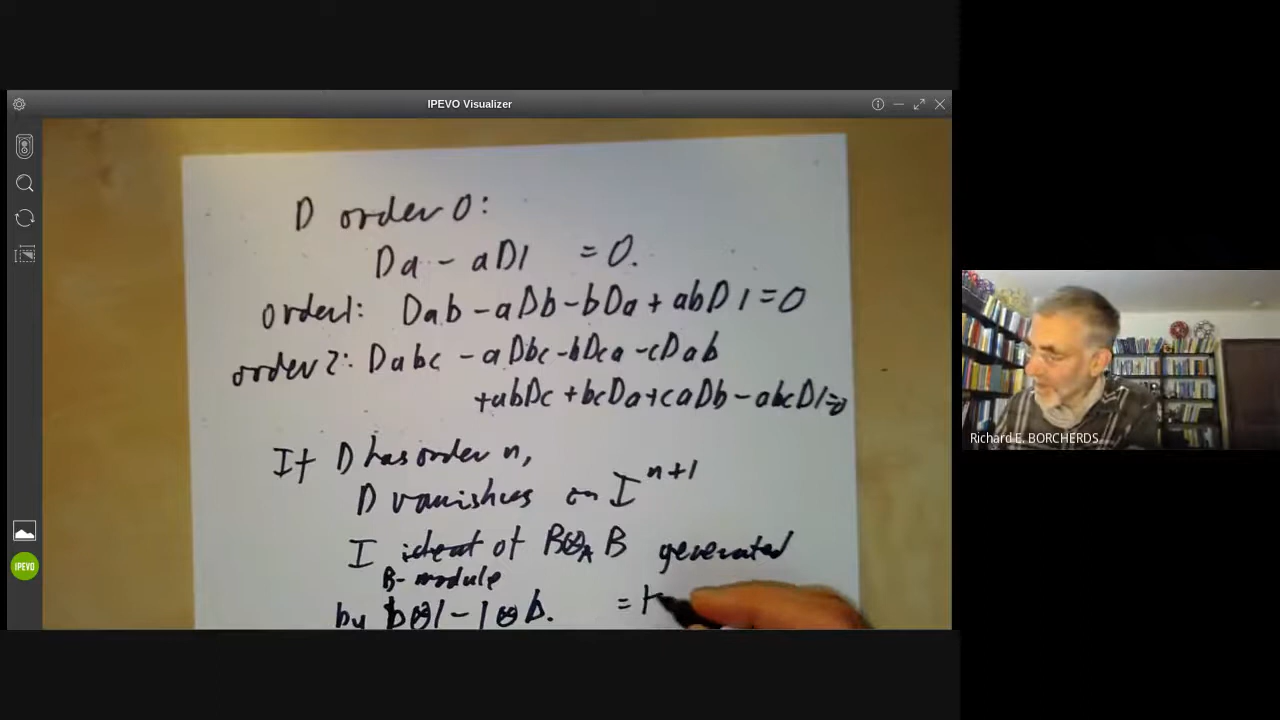 IPEVO Visualizer
D order 0:
Da - aD1 = 0.
order 1: Dab - aDb - bDa + abD1 = 0
order 2: Dabc - aDbc - bDca - cDab
+abDc + bcDa + caDb - abcD1 = 0
If D has order n,
D vanishes on I^{n+1}
I ideal of B⊗_A B generated
B-module
by b⊗1 - 1⊗b. =
Richard E. BORCHERDS
IPEVO